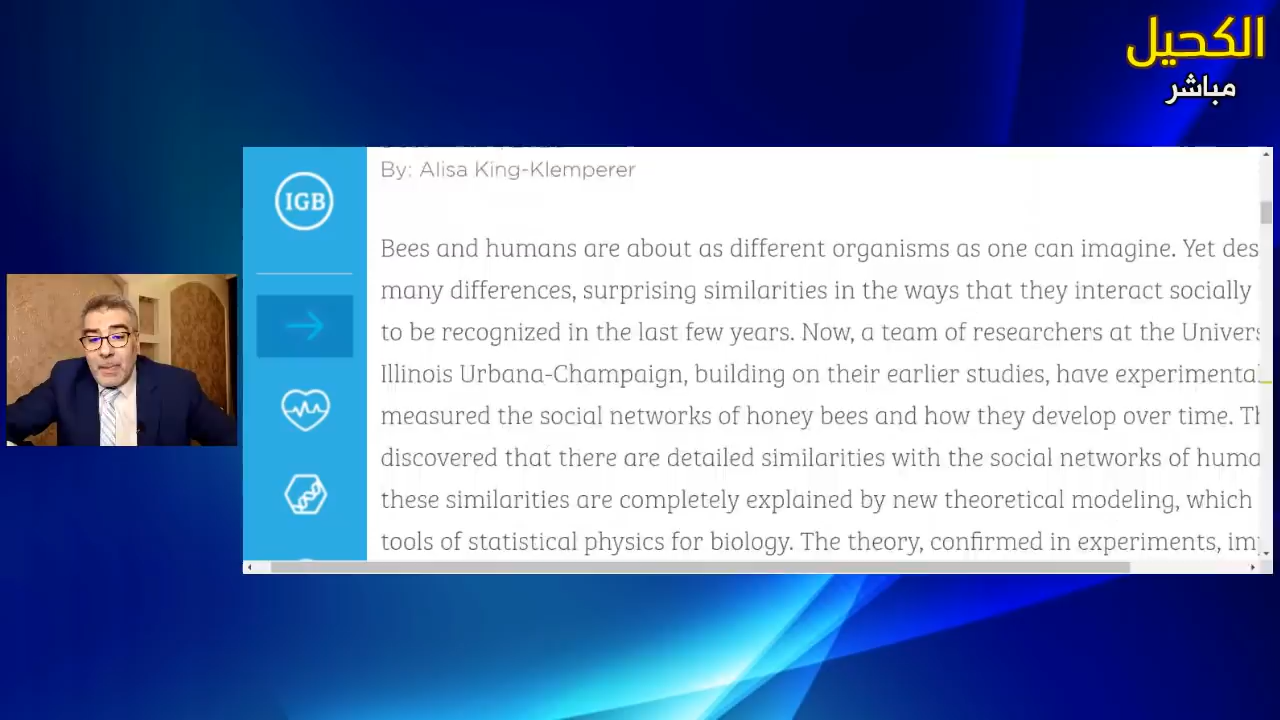 الكحيل
مباشر
By: Alisa King-Klemperer
IGB
Bees and humans are about as different organisms as one can imagine. Yet des
many differences, surprising similarities in the ways that they interact socially
to be recognized in the last few years. Now, a team of researchers at the Univers
Illinois Urbana-Champaign, building on their earlier studies, have experimental
measured the social networks of honey bees and how they develop over time. Th
discovered that there are detailed similarities with the social networks of huma
these similarities are completely explained by new theoretical modeling, which
tools of statistical physics for biology. The theory, confirmed in experiments, im